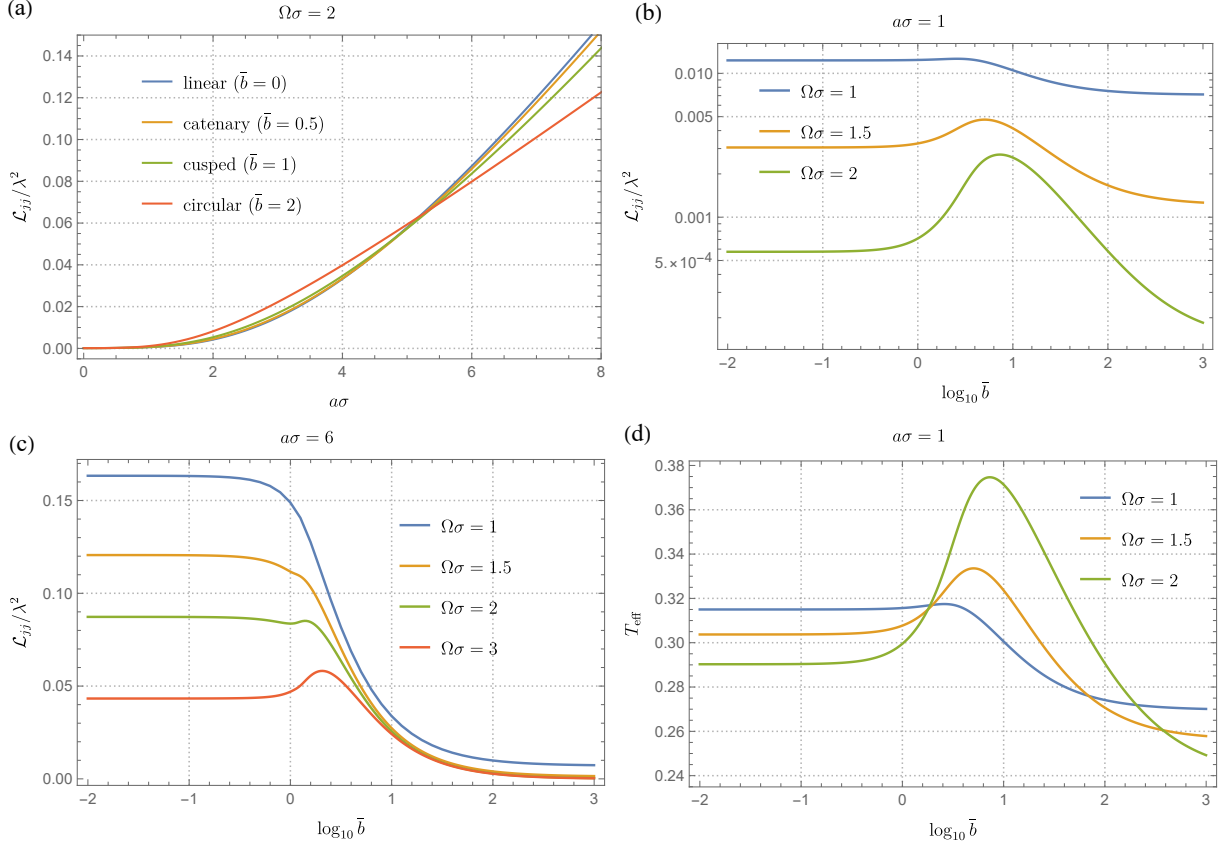 (a)
Ωσ = 2
0.14
0.12
0.10
0.08
0.06
0.04
0.02
0.00
ℒjj/λ²
linear (b̄ = 0)
catenary (b̄ = 0.5)
cusped (b̄ = 1)
circular (b̄ = 2)
0 2 4 6 8
aσ
(b)
aσ = 1
0.010
0.005
0.001
5.×10⁻⁴
ℒjj/λ²
Ωσ = 1
Ωσ = 1.5
Ωσ = 2
−2 −1 0 1 2 3
log₁₀ b̄
(c)
aσ = 6
0.15
0.10
0.05
0.00
ℒjj/λ²
Ωσ = 1
Ωσ = 1.5
Ωσ = 2
Ωσ = 3
−2 −1 0 1 2 3
log₁₀ b̄
(d)
aσ = 1
0.38
0.36
0.34
0.32
0.30
0.28
0.26
0.24
Teff
Ωσ = 1
Ωσ = 1.5
Ωσ = 2
−2 −1 0 1 2 3
log₁₀ b̄